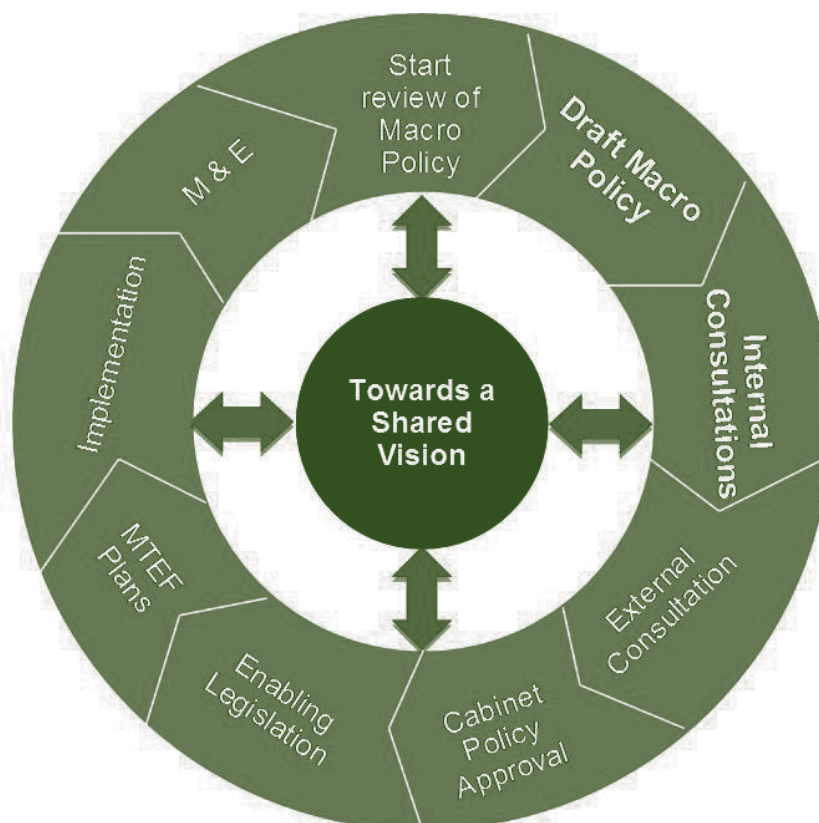 Start
review of
Macro
Policy
Draft Macro
Policy
Internal
Consultations
External
Consultation
Cabinet
Policy
Approval
Enabling
Legislation
MTEF
Plans
Implementation
M & E
Towards a
Shared
Vision